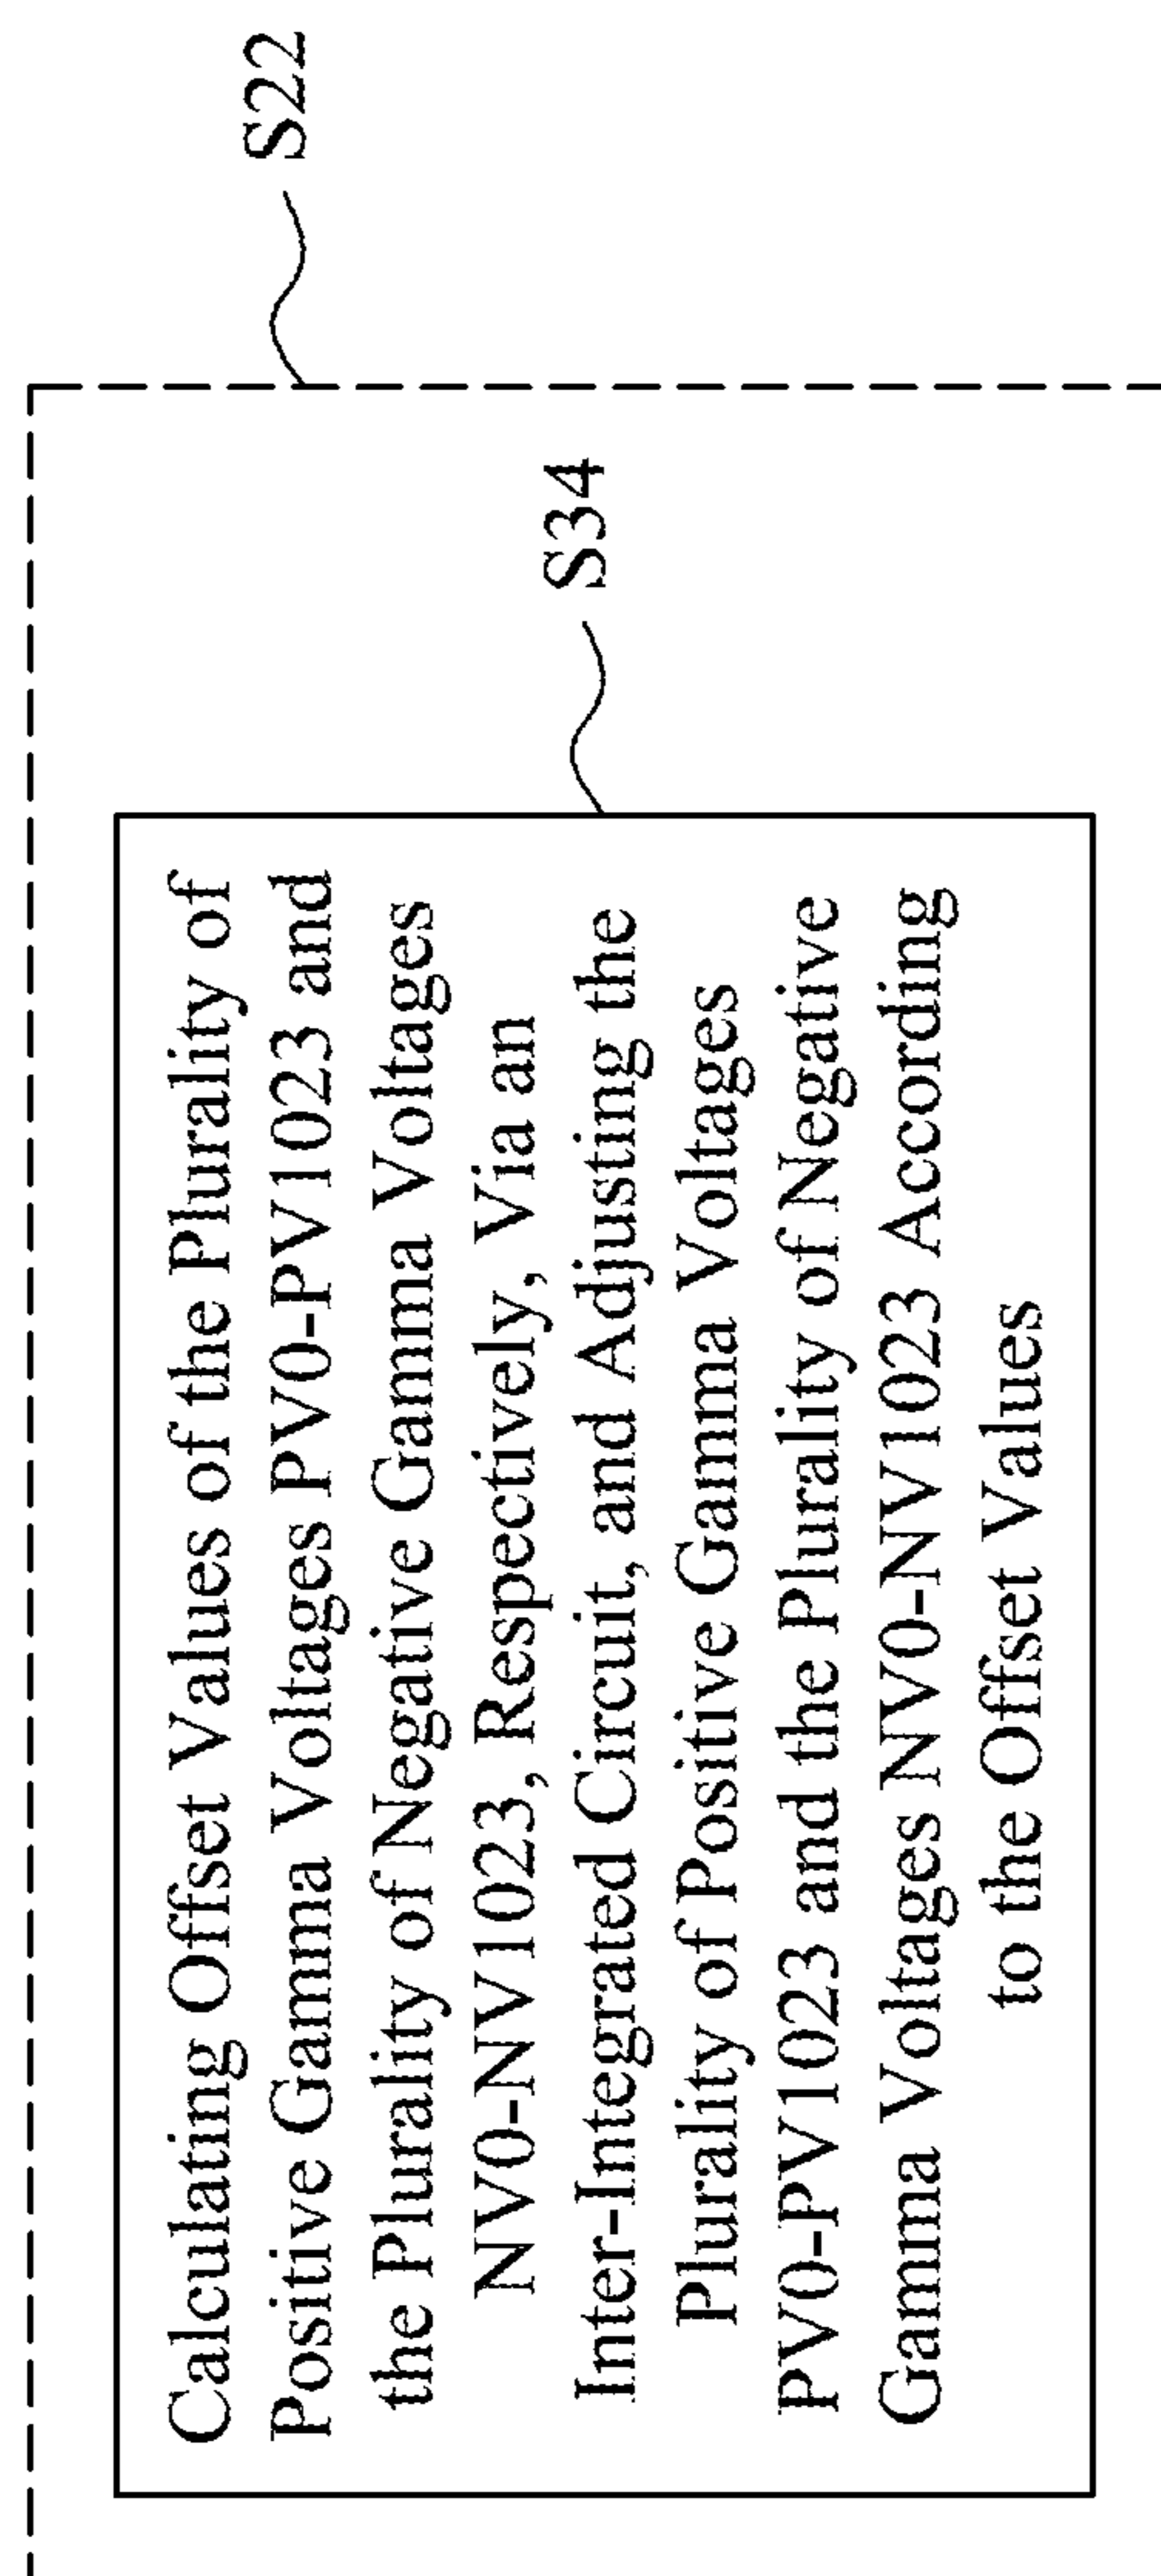 S22
S34
Calculating Offset Values of the Plurality of
Positive Gamma Voltages PV0-PV1023 and
the Plurality of Negative Gamma Voltages
NV0-NV1023, Respectively, Via an
Inter-Integrated Circuit, and Adjusting the
Plurality of Positive Gamma Voltages
PV0-PV1023 and the Plurality of Negative
Gamma Voltages NV0-NV1023 According
to the Offset Values